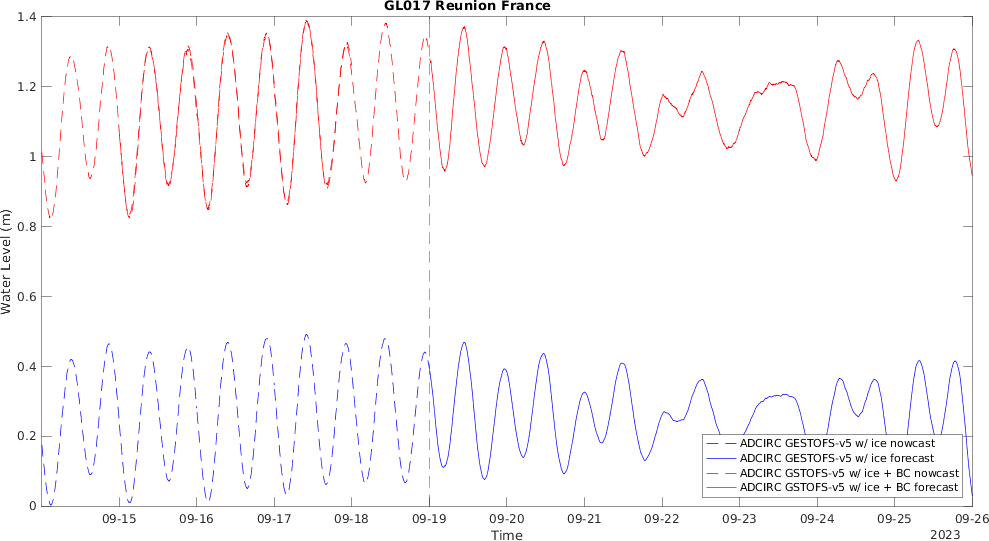 GL017 Reunion France
1.4
1.2
1
0.8
0.6
0.4
0.2
0
Water Level (m)
ADCIRC GESTOFS-v5 w/ ice nowcast
ADCIRC GESTOFS-v5 w/ ice forecast
ADCIRC GSTOFS-v5 w/ ice + BC nowcast
ADCIRC GSTOFS-v5 w/ ice + BC forecast
09-15 09-16 09-17 09-18 09-19 09-20 09-21 09-22 09-23 09-24 09-25 09-26
Time
2023